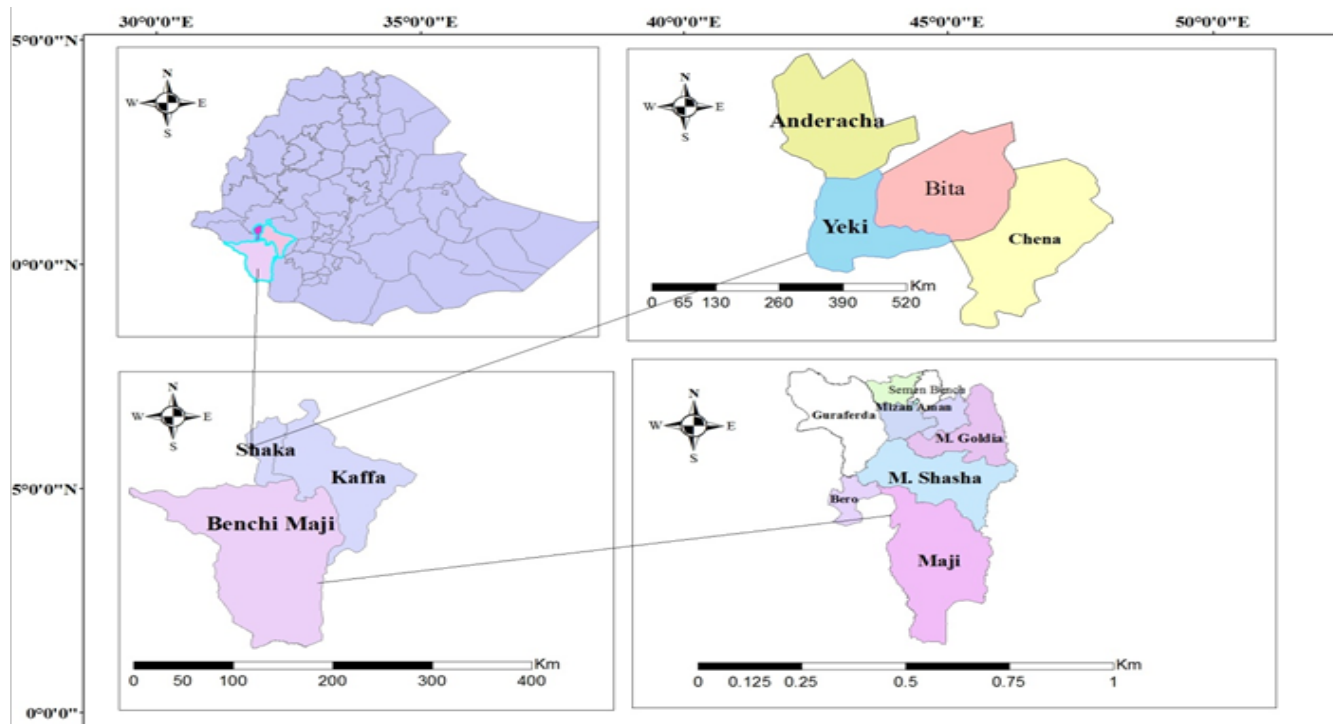 30°0'0"E 35°0'0"E 40°0'0"E 45°0'0"E 50°0'0"E
5°0'0"N
0°0'0"N
5°0'0"N
0°0'0"N
N
W E
S
N
W E
S
Anderacha
Bita
Yeki
Chena
Km
0 65 130 260 390 520
N
W E
S
Shaka
Kaffa
Benchi Maji
Km
0 50 100 200 300 400
N
W E
S
Semen Bench
Mizan Aman
Guraferda
M. Goldia
M. Shasha
Bero
Maji
Km
0 0.125 0.25 0.5 0.75 1